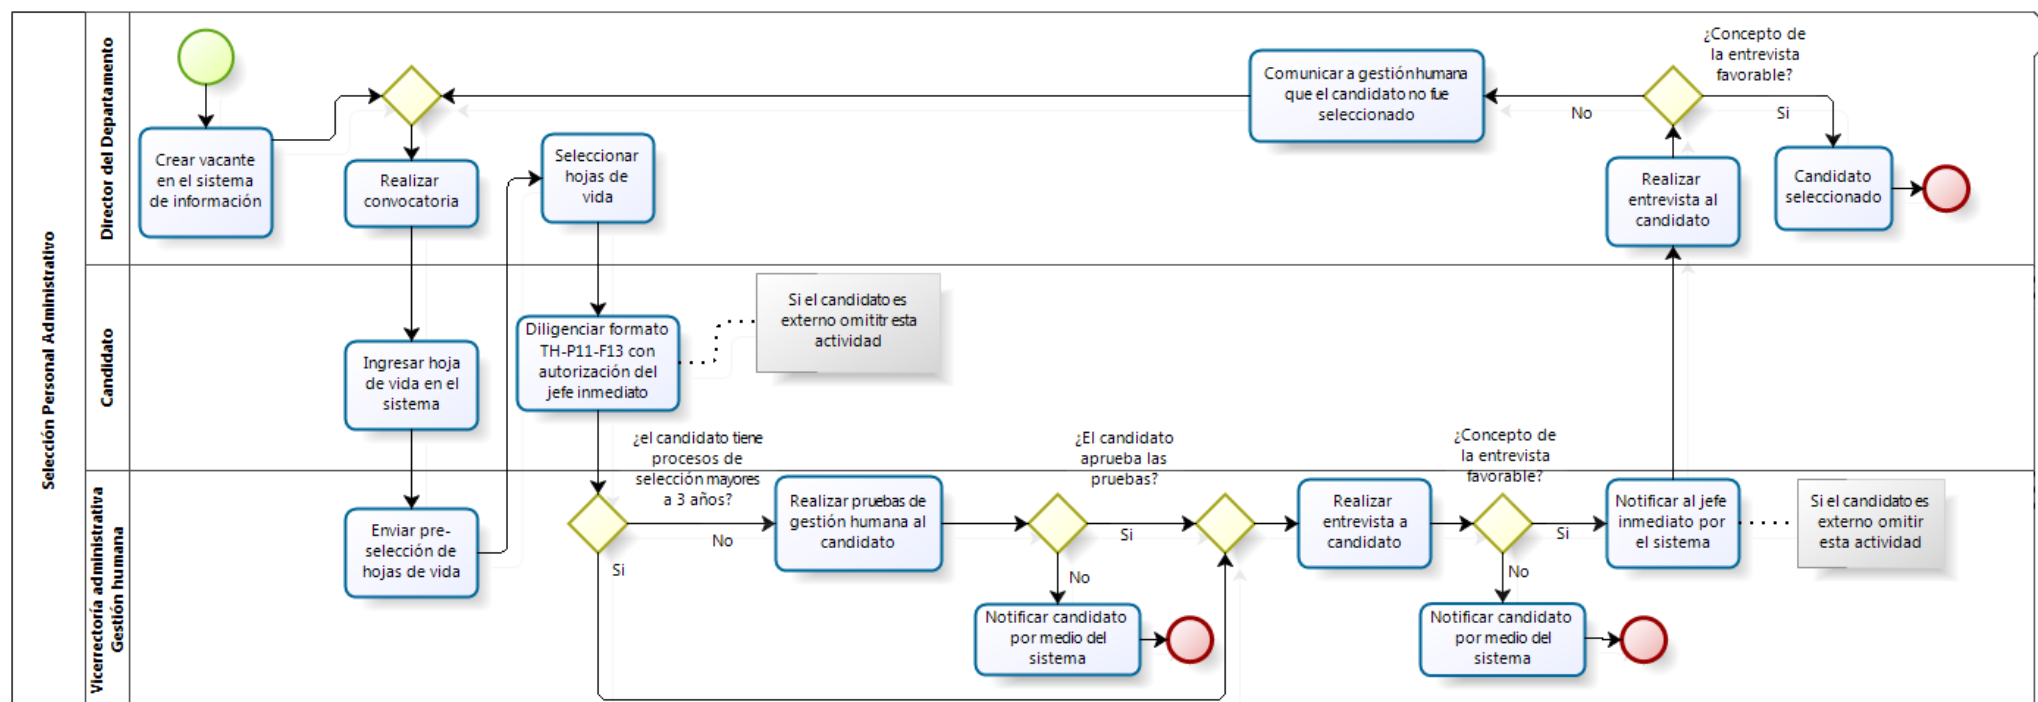 Selección Personal Administrativo
Director del Departamento
Crear vacante
en el sistema
de información
Realizar
convocatoria
Seleccionar
hojas de
vida
Comunicar a gestión humana
que el candidato no fue
seleccionado
No
¿Concepto de
la entrevista
favorable?
Si
Realizar
entrevista al
candidato
Candidato
seleccionado
Candidato
Ingresar hoja
de vida en el
sistema
Diligenciar formato
TH-P11-F13 con
autorización del
jefe inmediato
Si el candidato es
externo omititr esta
actividad
Vicerrectoría administrativa
Gestión humana
Enviar pre-
selección de
hojas de vida
¿el candidato tiene
procesos de
selección mayores
a 3 años?
No
Si
Realizar pruebas de
gestión humana al
candidato
¿El candidato
aprueba las
pruebas?
Si
No
Notificar candidato
por medio del
sistema
Realizar
entrevista a
candidato
¿Concepto de
la entrevista
favorable?
Si
No
Notificar candidato
por medio del
sistema
Notificar al jefe
inmediato por
el sistema
Si el candidato es
externo omitir
esta actividad